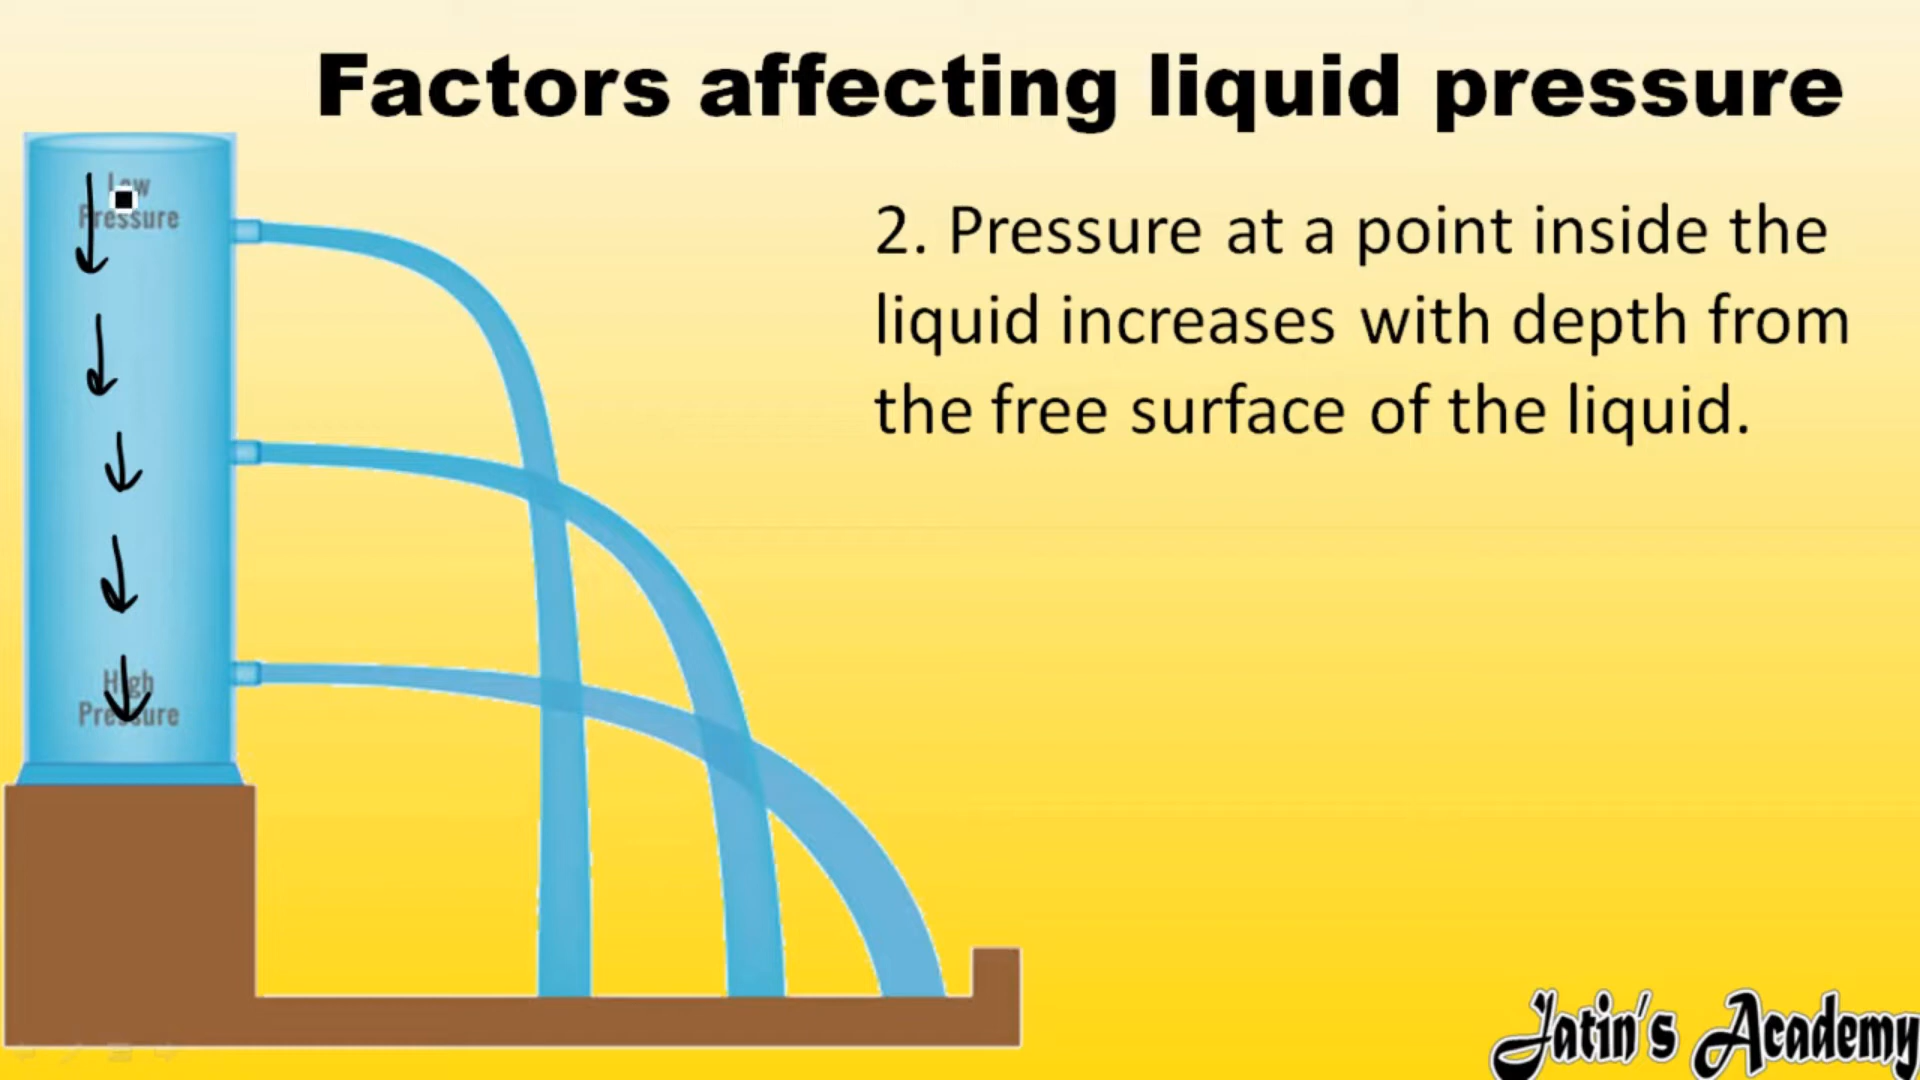 Factors affecting liquid pressure
Low
Pressure
2. Pressure at a point inside the
liquid increases with depth from
the free surface of the liquid.
High
Pressure
Jatin's Academy